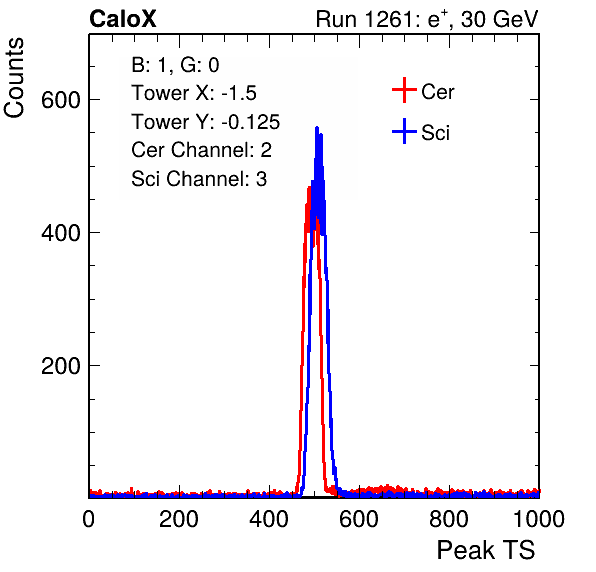 CaloX Run 1261: e⁺, 30 GeV
Counts
B: 1, G: 0
Tower X: -1.5
Tower Y: -0.125
Cer Channel: 2
Sci Channel: 3
Cer
Sci
600
400
200
0 200 400 600 800 1000
Peak TS